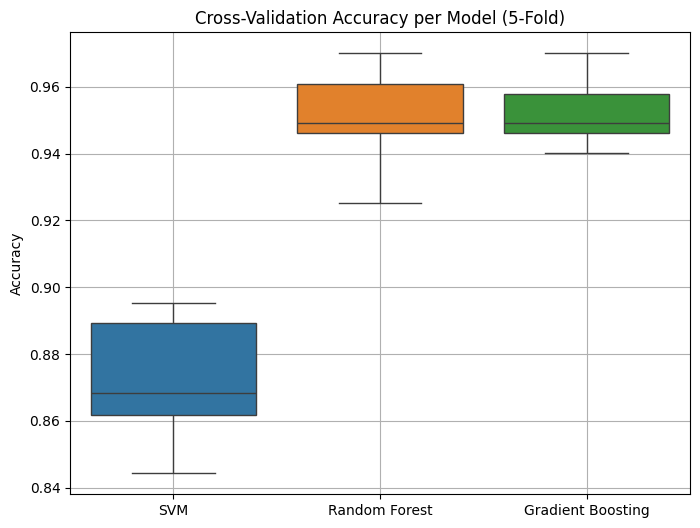 Cross-Validation Accuracy per Model (5-Fold)
Accuracy
0.96
0.94
0.92
0.90
0.88
0.86
0.84
SVM
Random Forest
Gradient Boosting